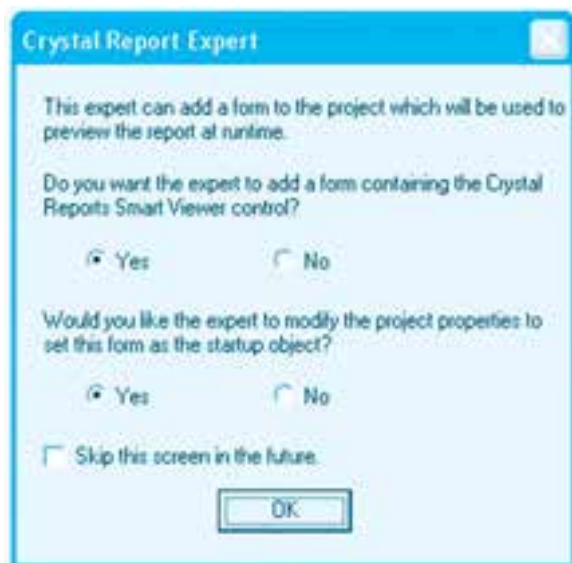 Crystal Report Expert
This expert can add a form to the project which will be used to
preview the report at runtime.
Do you want the expert to add a form containing the Crystal
Reports Smart Viewer control?
Yes
No
Would you like the expert to modify the project properties to
set this form as the startup object?
Yes
No
Skip this screen in the future.
OK